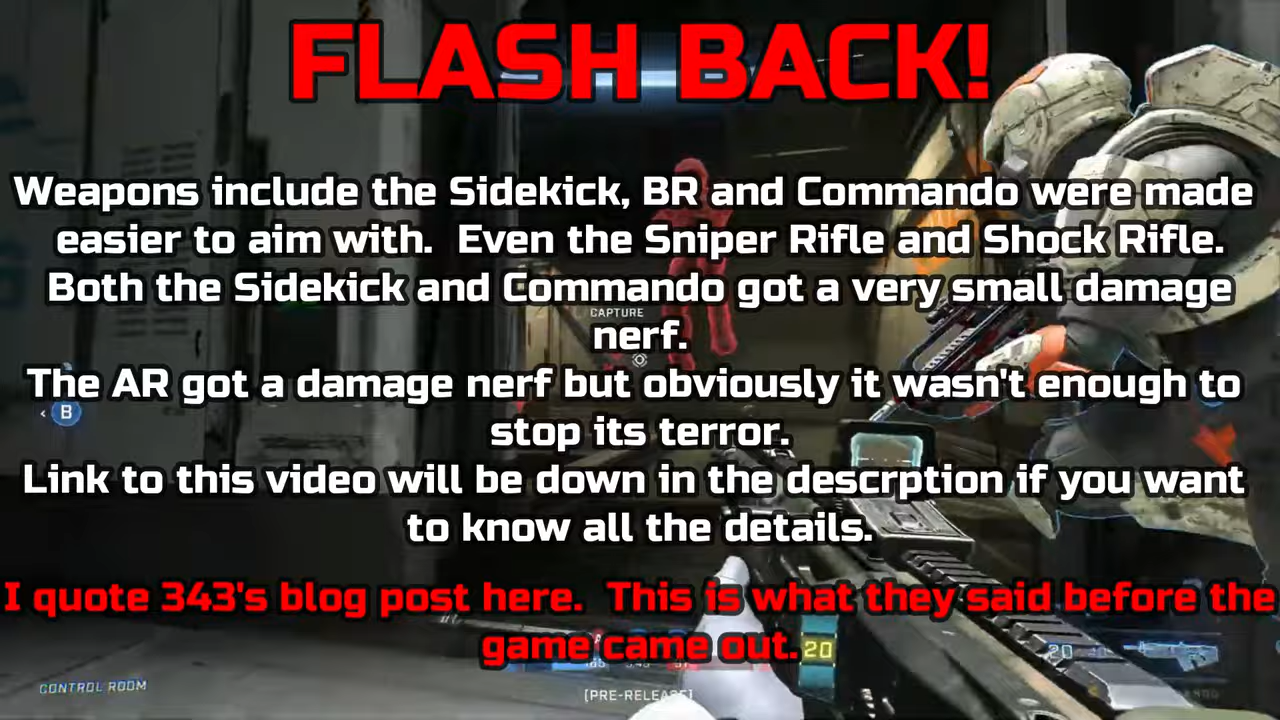 FLASH BACK!
Weapons include the Sidekick, BR and Commando were made
easier to aim with. Even the Sniper Rifle and Shock Rifle.
Both the Sidekick and Commando got a very small damage
nerf.
CAPTURE
The AR got a damage nerf but obviously it wasn't enough to
B
stop its terror.
Link to this video will be down in the descrption if you want
to know all the details.
I quote 343's blog post here. This is what they said before the
game came out.
20
20
CONTROL ROOM
[PRE-RELEASE]